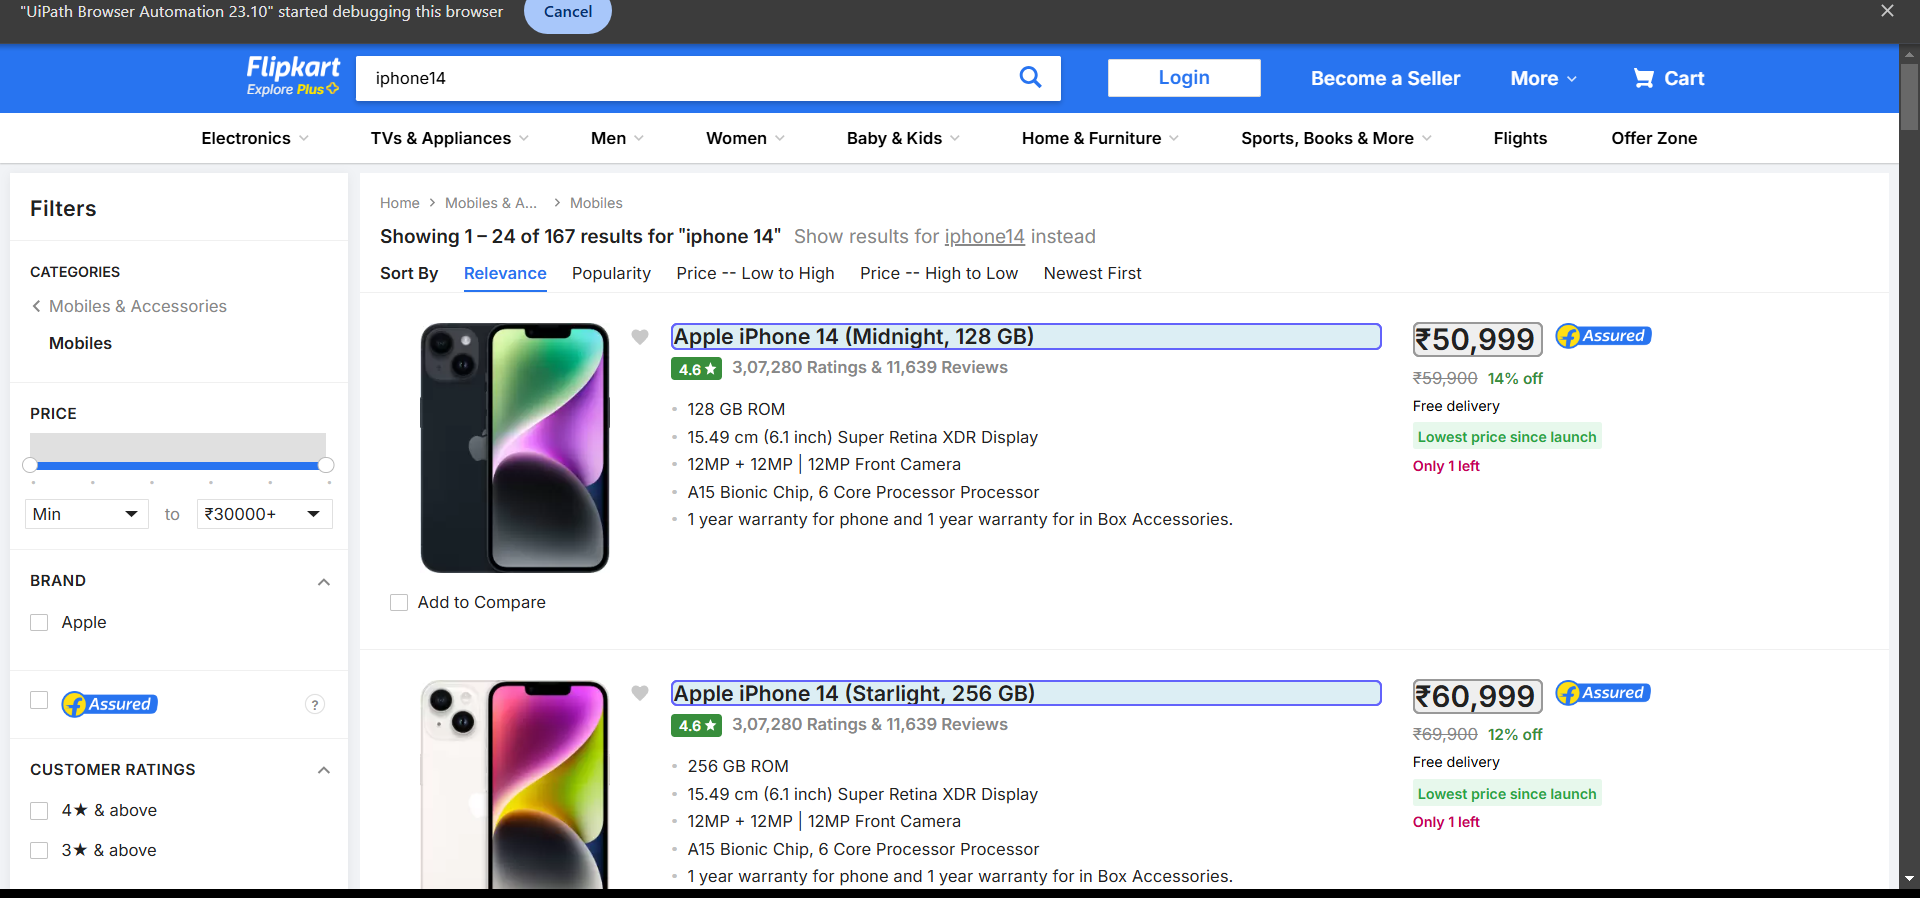 "UiPath Browser Automation 23.10" started debugging this browser Cancel
Flipkart
Explore Plus
iphone14
Login
Become a Seller
More
Cart
Electronics
TVs & Appliances
Men
Women
Baby & Kids
Home & Furniture
Sports, Books & More
Flights
Offer Zone
Filters
CATEGORIES
Mobiles & Accessories
Mobiles
PRICE
Min to ₹30000+
BRAND
Apple
Assured
?
CUSTOMER RATINGS
4★ & above
3★ & above
Home Mobiles & A... Mobiles
Showing 1 – 24 of 167 results for "iphone 14" Show results for iphone14 instead
Sort By Relevance Popularity Price -- Low to High Price -- High to Low Newest First
Apple iPhone 14 (Midnight, 128 GB)
4.6★ 3,07,280 Ratings & 11,639 Reviews
128 GB ROM
15.49 cm (6.1 inch) Super Retina XDR Display
12MP + 12MP | 12MP Front Camera
A15 Bionic Chip, 6 Core Processor Processor
1 year warranty for phone and 1 year warranty for in Box Accessories.
₹50,999 Assured
₹59,900 14% off
Free delivery
Lowest price since launch
Only 1 left
Add to Compare
Apple iPhone 14 (Starlight, 256 GB)
4.6★ 3,07,280 Ratings & 11,639 Reviews
256 GB ROM
15.49 cm (6.1 inch) Super Retina XDR Display
12MP + 12MP | 12MP Front Camera
A15 Bionic Chip, 6 Core Processor Processor
1 year warranty for phone and 1 year warranty for in Box Accessories.
₹60,999 Assured
₹69,900 12% off
Free delivery
Lowest price since launch
Only 1 left